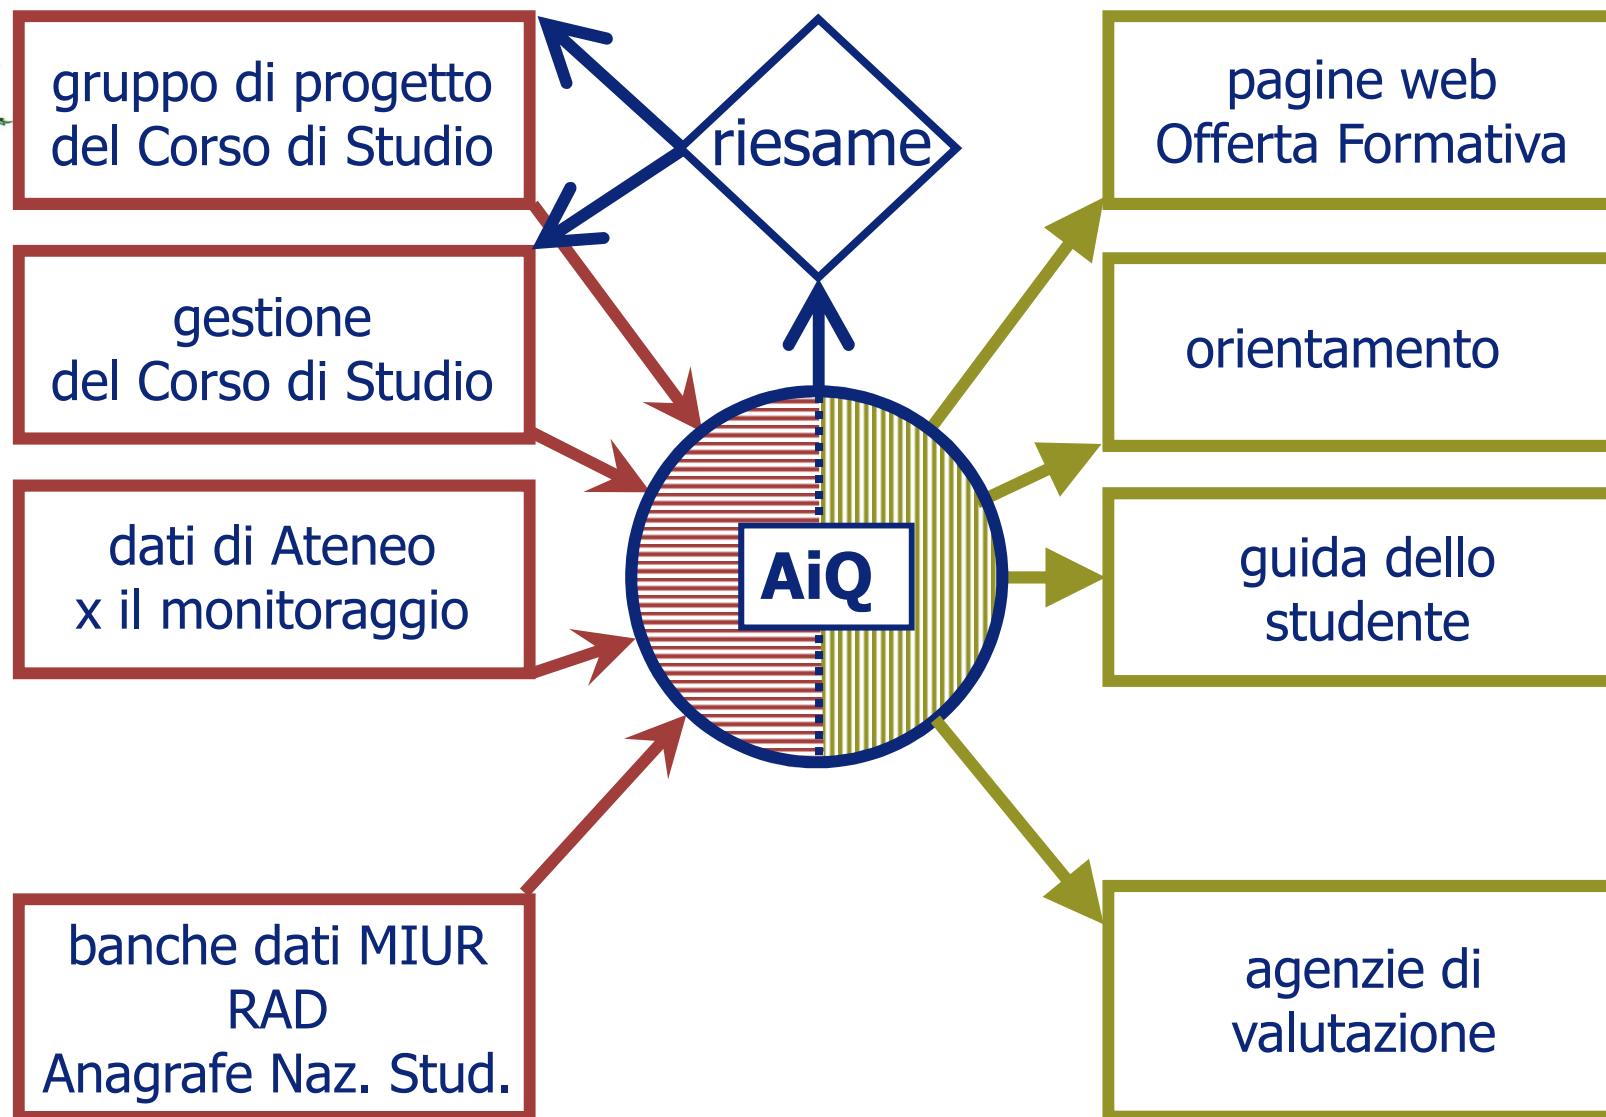 gruppo di progetto
del Corso di Studio
riesame
pagine web
Offerta Formativa
gestione
del Corso di Studio
orientamento
dati di Ateneo
x il monitoraggio
AiQ
guida dello
studente
banche dati MIUR
RAD
Anagrafe Naz. Stud.
agenzie di
valutazione